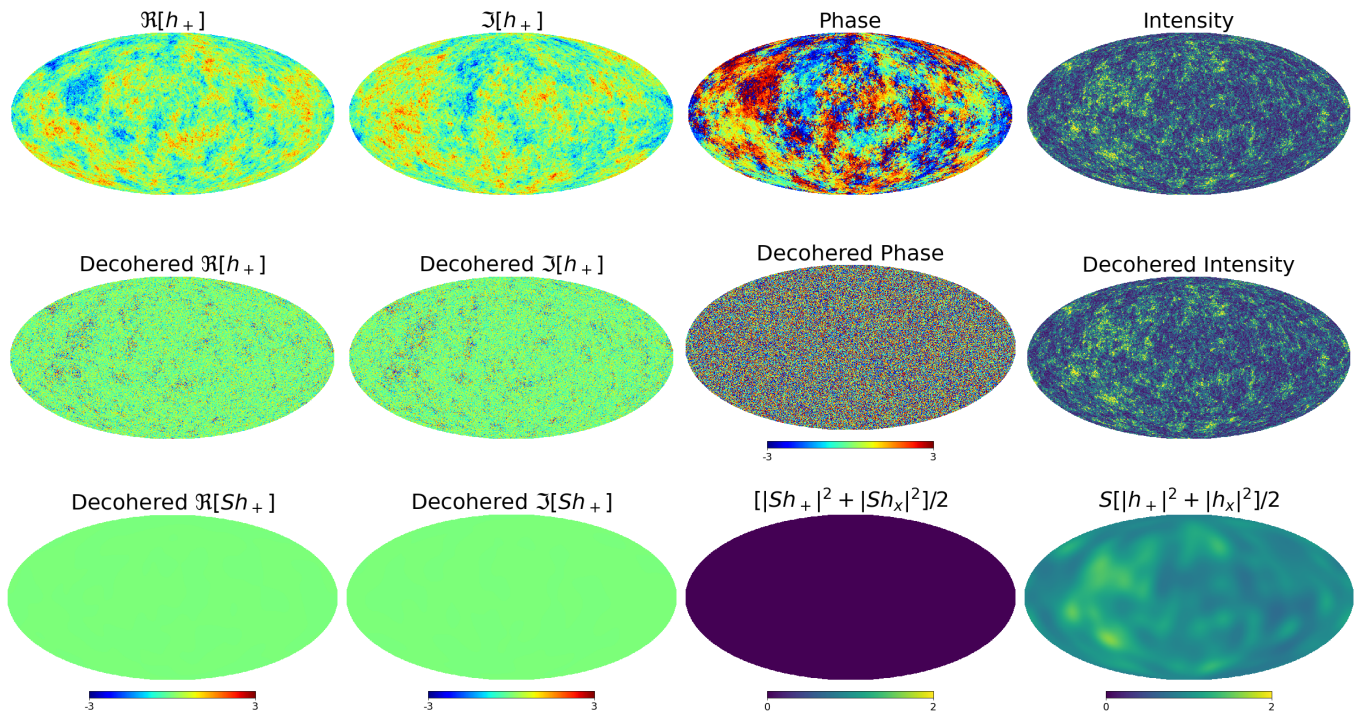 ℜ[h₊]
ℑ[h₊]
Phase
Intensity
Decohered ℜ[h₊]
Decohered ℑ[h₊]
Decohered Phase
Decohered Intensity
-3 3
Decohered ℜ[Sh₊]
Decohered ℑ[Sh₊]
[|Sh₊|² + |Shₓ|²]/2
S[|h₊|² + |hₓ|²]/2
-3 3
-3 3
0 2
0 2